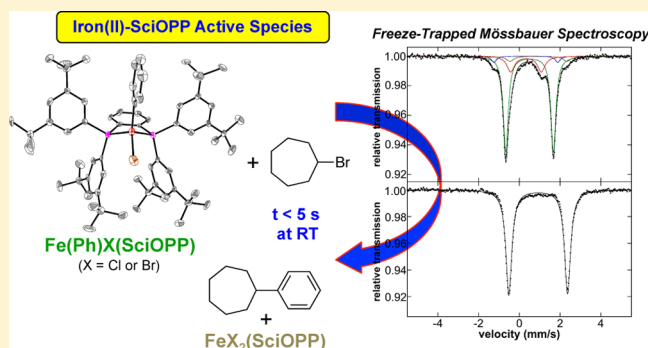 Iron(II)-SciOPP Active Species
Freeze-Trapped Mössbauer Spectroscopy
1.00
0.98
0.96
0.94
0.92
relative transmission
+
Br
t < 5 s
at RT
Fe(Ph)X(SciOPP)
(X = Cl or Br)
+
FeX2(SciOPP)
1.00
0.98
0.96
0.94
0.92
relative transmission
-4
-2
0
2
4
velocity (mm/s)